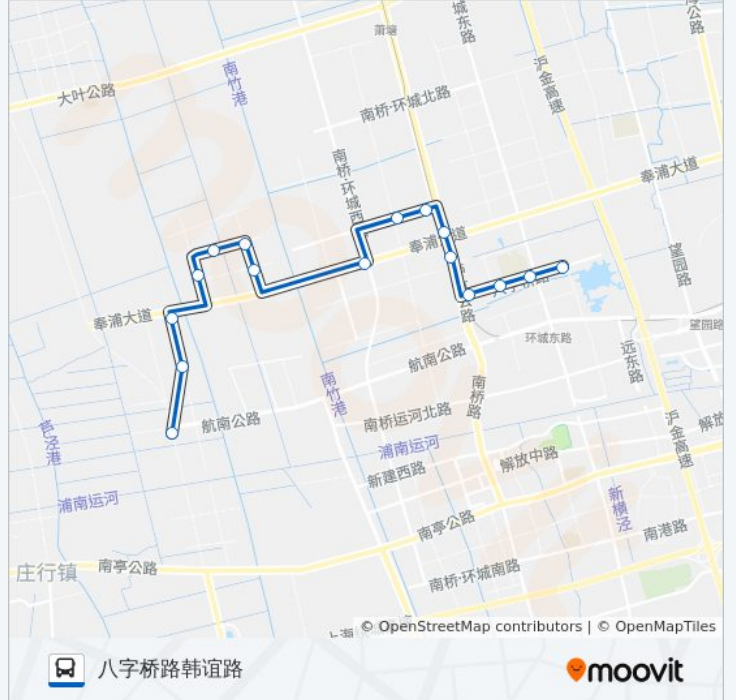 萧塘
城东路
大叶公路
南竹港
沪金高速
南桥·环城北路
南桥·环城西
奉浦大道
望园路
奉浦大道
奉浦大道
环城东路
望园路
远东路
航南公路
南桥路
南竹港
航南公路
南桥运河北路
沪金高速
浦南运河
解放中路
新建西路
浦南运河
新横泾
南亭公路
南港路
庄行镇
南亭公路
南桥·环城南路
© OpenStreetMap contributors | © OpenMapTiles
八字桥路韩谊路
moovit